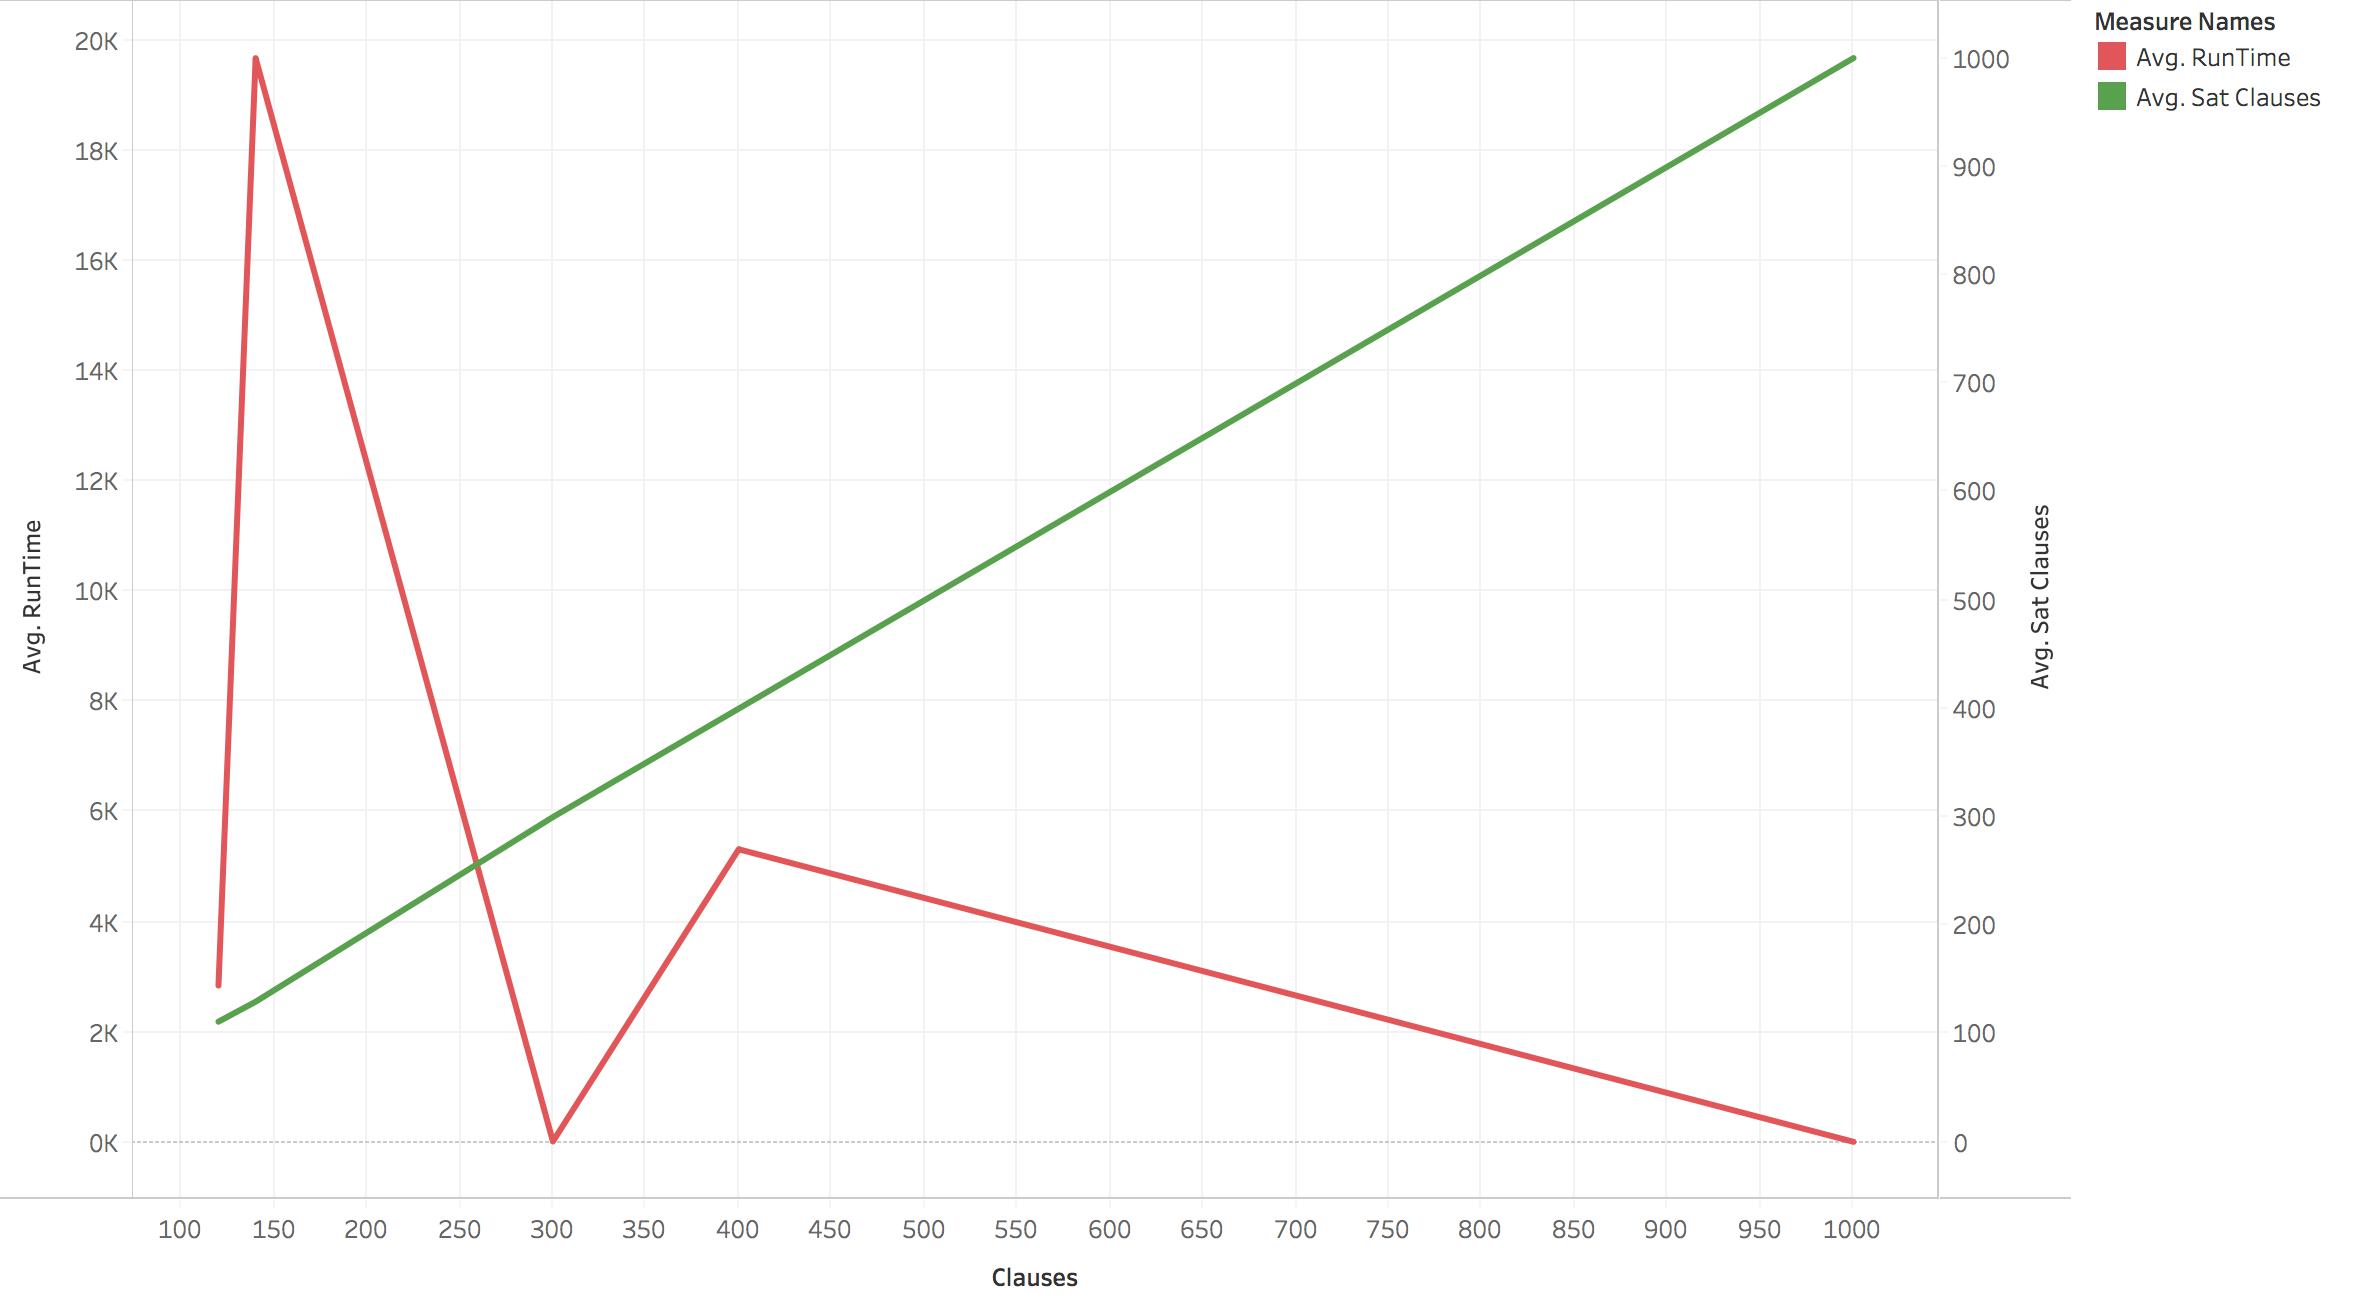 Measure Names
Avg. RunTime
Avg. Sat Clauses
20K
18K
16K
14K
12K
10K
8K
6K
4K
2K
0K
Avg. RunTime
1000
900
800
700
600
500
400
300
200
100
0
Avg. Sat Clauses
100 150 200 250 300 350 400 450 500 550 600 650 700 750 800 850 900 950 1000
Clauses